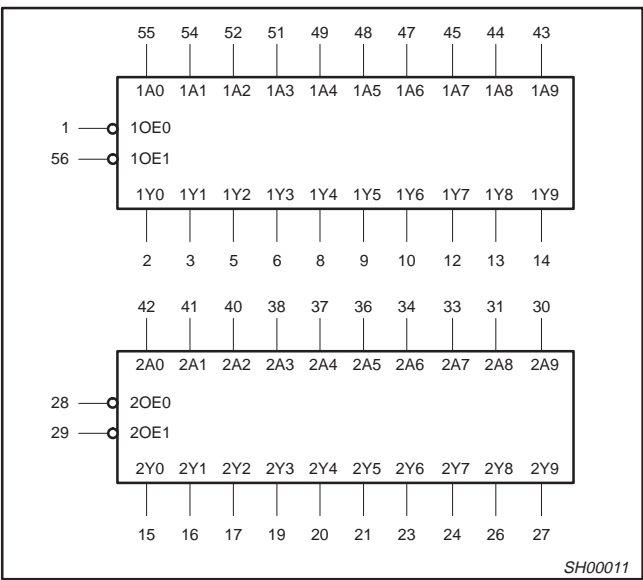 55 54 52 51 49 48 47 45 44 43
1A0 1A1 1A2 1A3 1A4 1A5 1A6 1A7 1A8 1A9
1 1OE0
56 1OE1
1Y0 1Y1 1Y2 1Y3 1Y4 1Y5 1Y6 1Y7 1Y8 1Y9
2 3 5 6 8 9 10 12 13 14
42 41 40 38 37 36 34 33 31 30
2A0 2A1 2A2 2A3 2A4 2A5 2A6 2A7 2A8 2A9
28 2OE0
29 2OE1
2Y0 2Y1 2Y2 2Y3 2Y4 2Y5 2Y6 2Y7 2Y8 2Y9
15 16 17 19 20 21 23 24 26 27
SH00011